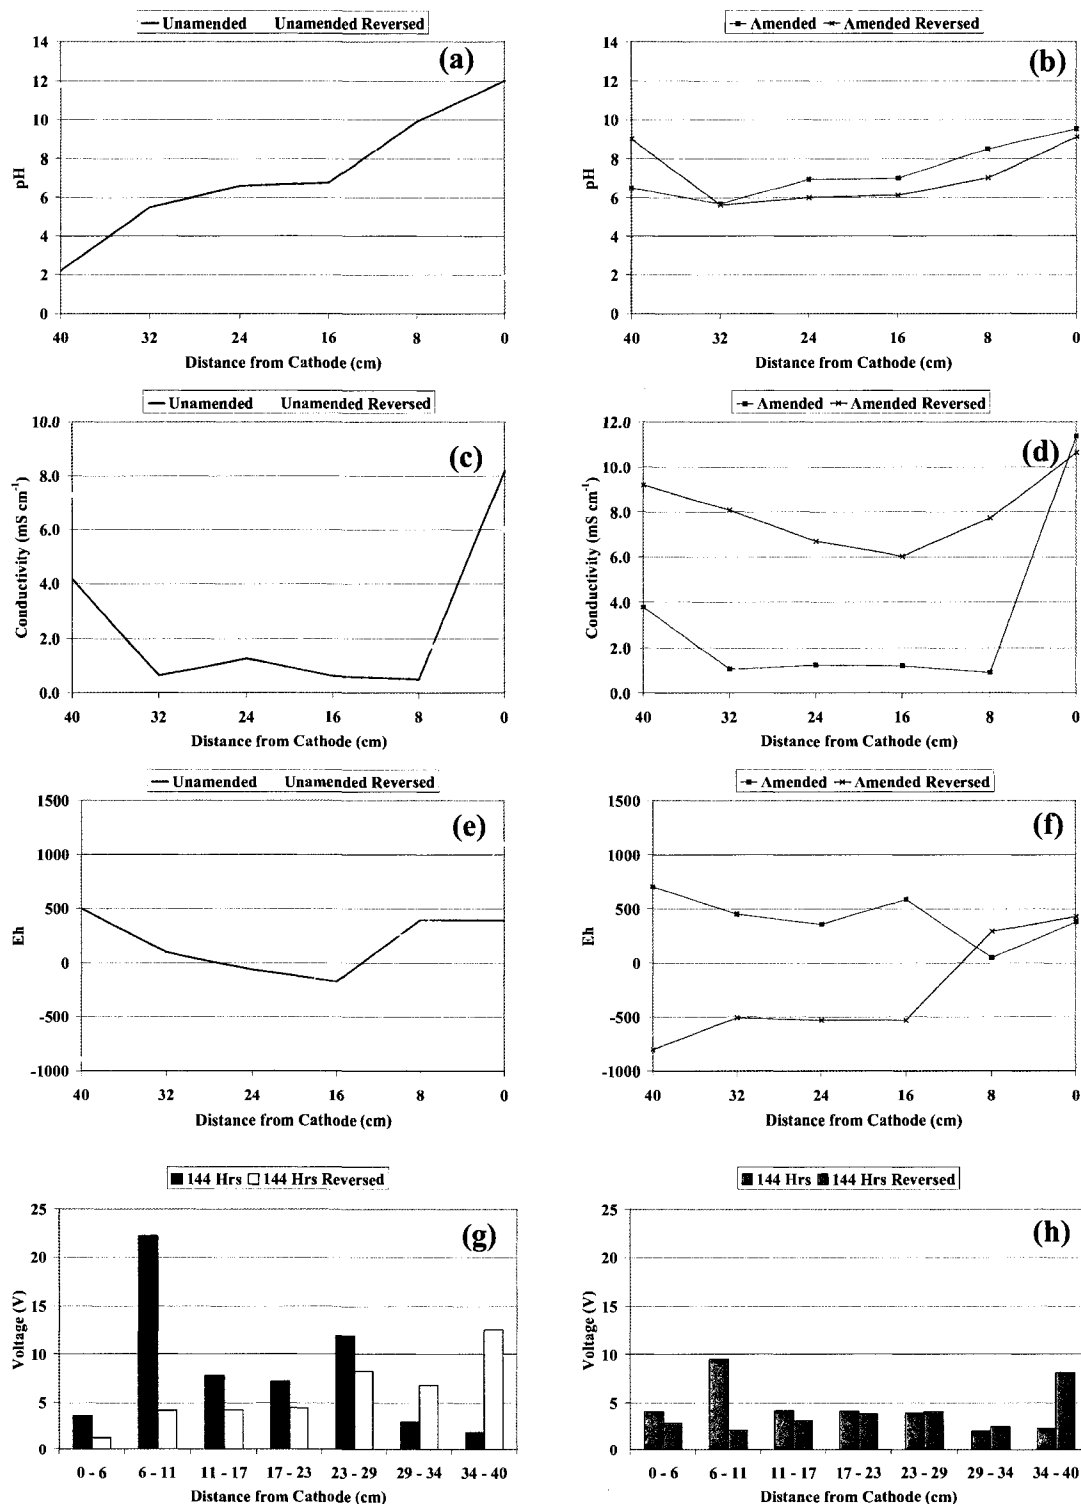 Unamended Unamended Reversed
(a)
14
12
10
8
6
4
2
0
pH
40 32 24 16 8 0
Distance from Cathode (cm)
Amended Amended Reversed
(b)
14
12
10
8
6
4
2
0
pH
40 32 24 16 8 0
Distance from Cathode (cm)
Unamended Unamended Reversed
(c)
10.0
8.0
6.0
4.0
2.0
0.0
Conductivity (mS cm⁻¹)
40 32 24 16 8 0
Distance from Cathode (cm)
Amended Amended Reversed
(d)
12.0
10.0
8.0
6.0
4.0
2.0
0.0
Conductivity (mS cm⁻¹)
40 32 24 16 8 0
Distance from Cathode (cm)
Unamended Unamended Reversed
(e)
1500
1000
500
0
-500
-1000
Eh
40 32 24 16 8 0
Distance from Cathode (cm)
Amended Amended Reversed
(f)
1500
1000
500
0
-500
-1000
Eh
40 32 24 16 8 0
Distance from Cathode (cm)
144 Hrs 144 Hrs Reversed
(g)
25
20
15
10
5
0
Voltage (V)
0 - 6 6 - 11 11 - 17 17 - 23 23 - 29 29 - 34 34 - 40
Distance from Cathode (cm)
144 Hrs 144 Hrs Reversed
(h)
25
20
15
10
5
0
Voltage (V)
0 - 6 6 - 11 11 - 17 17 - 23 23 - 29 29 - 34 34 - 40
Distance from Cathode (cm)